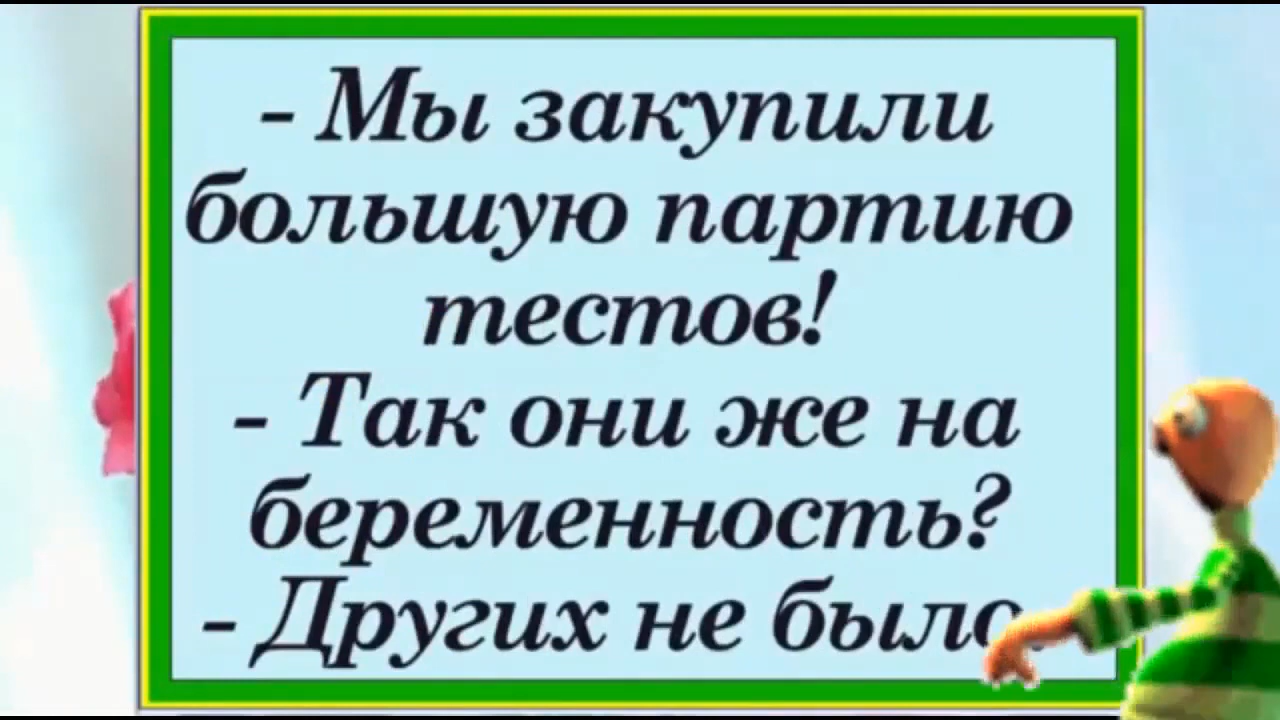 - Мы закупили
большую партию
тестов!
- Так они же на
беременность?
- Других не было.